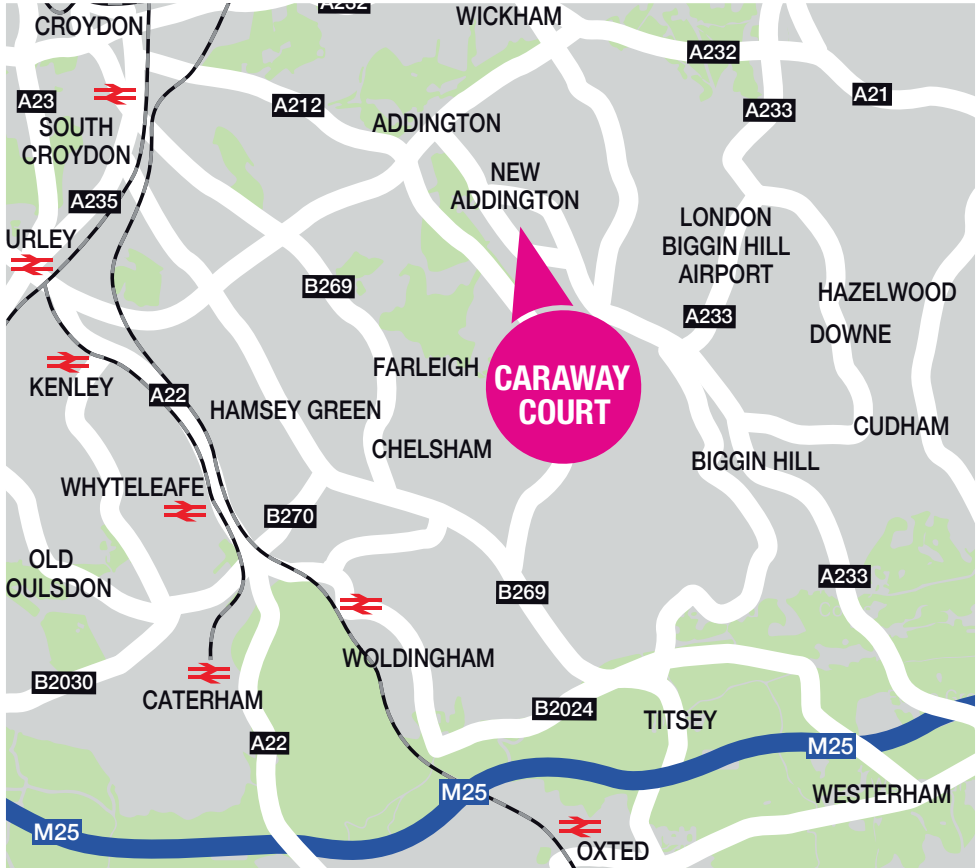 A232
CROYDON
WICKHAM
A232
A23
A212
A21
A233
SOUTH
CROYDON
ADDINGTON
NEW
ADDINGTON
A235
LONDON
BIGGIN HILL
AIRPORT
URLEY
B269
HAZELWOOD
A233
DOWNE
KENLEY
FARLEIGH
CARAWAY
COURT
A22
HAMSEY GREEN
CUDHAM
CHELSHAM
BIGGIN HILL
WHYTELEAFE
B270
OLD
OULSDON
A233
B269
WOLDINGHAM
B2030
CATERHAM
B2024
TITSEY
A22
M25
M25
WESTERHAM
M25
OXTED